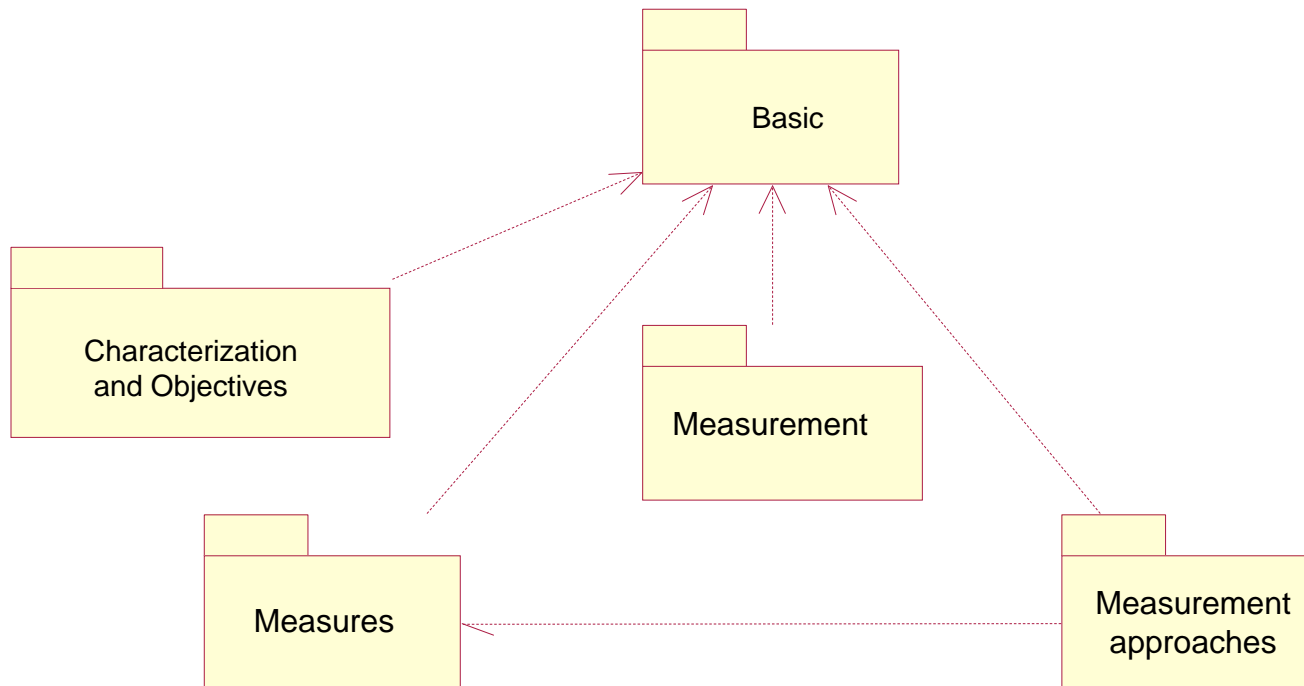 Basic
Characterization
and Objectives
Measurement
Measures
Measurement
approaches